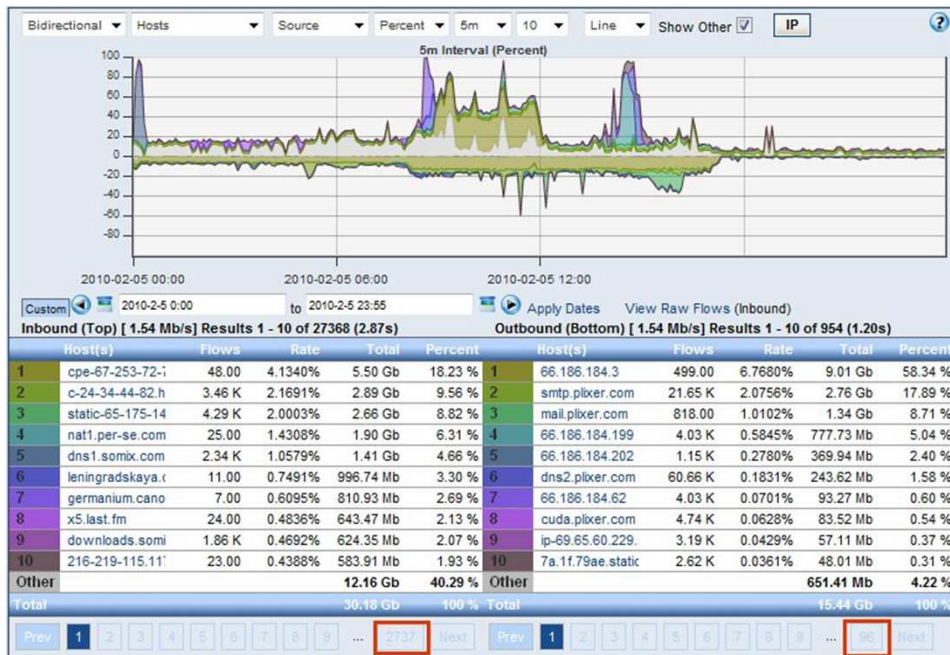 Bidirectional Hosts Source Percent 5m 10 Line Show Other IP ?
5m Interval (Percent)
100
80
60
40
20
0
-20
-40
-60
-80
2010-02-05 00:00 2010-02-05 06:00 2010-02-05 12:00
Custom 2010-2-5 0:00 to 2010-2-5 23:55 Apply Dates View Raw Flows (Inbound)
Inbound (Top) [ 1.54 Mb/s] Results 1 - 10 of 27368 (2.87s) Outbound (Bottom) [ 1.54 Mb/s] Results 1 - 10 of 954 (1.20s)
Host(s) Flows Rate Total Percent Host(s) Flows Rate Total Percent
1 cpe-67-253-72- 48.00 4.1340% 5.50 Gb 18.23 % 1 66.186.184.3 499.00 6.7680% 9.01 Gb 58.34 %
2 c-24-34-44-82.h 3.46 K 2.1691% 2.89 Gb 9.56 % 2 smtp.plixer.com 21.65 K 2.0756% 2.76 Gb 17.89 %
3 static-65-175-14 4.29 K 2.0003% 2.66 Gb 8.82 % 3 mail.plixer.com 818.00 1.0102% 1.34 Gb 8.71 %
4 nat1.per-se.com 25.00 1.4308% 1.90 Gb 6.31 % 4 66.186.184.199 4.03 K 0.5845% 777.73 Mb 5.04 %
5 dns1.somix.com 2.34 K 1.0579% 1.41 Gb 4.66 % 5 66.186.184.202 1.15 K 0.2780% 369.94 Mb 2.40 %
6 leningradskaya. 11.00 0.7491% 996.74 Mb 3.30 % 6 dns2.plixer.com 60.66 K 0.1831% 243.62 Mb 1.58 %
7 germanium.cano 7.00 0.6095% 810.93 Mb 2.69 % 7 66.186.184.62 4.03 K 0.0701% 93.27 Mb 0.60 %
8 x5.last.fm 24.00 0.4836% 643.47 Mb 2.13 % 8 cuda.plixer.com 4.74 K 0.0628% 83.52 Mb 0.54 %
9 downloads.somi 1.86 K 0.4692% 624.35 Mb 2.07 % 9 ip-69.65.60.229. 3.19 K 0.0429% 57.11 Mb 0.37 %
10 216-219-115.11 23.00 0.4388% 583.91 Mb 1.93 % 10 7a.1f.79ae.static 2.62 K 0.0361% 48.01 Mb 0.31 %
Other 12.16 Gb 40.29 % Other 651.41 Mb 4.22 %
Total 30.18 Gb 100 % Total 15.44 Gb 100 %
Prev 1 2 3 4 5 6 7 8 9 ... 2737 Next Prev 1 2 3 4 5 6 7 8 9 ... 96 Next